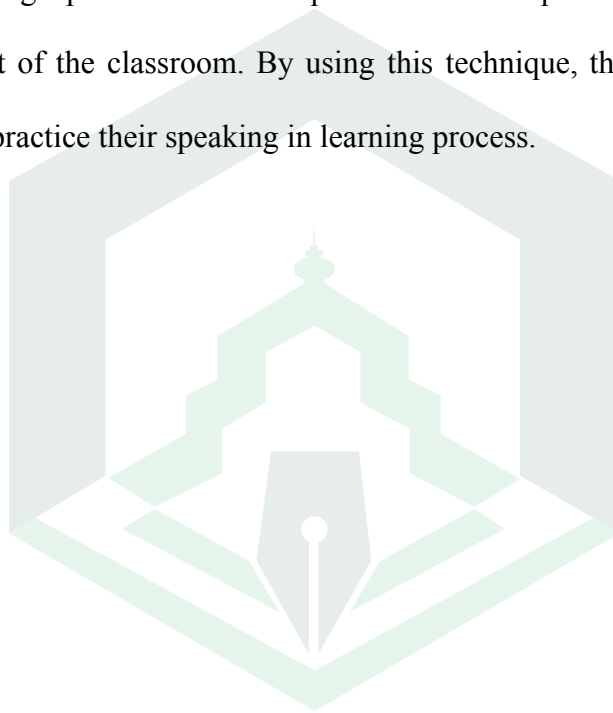 t of the classroom. By using this technique, th
practice their speaking in learning process.